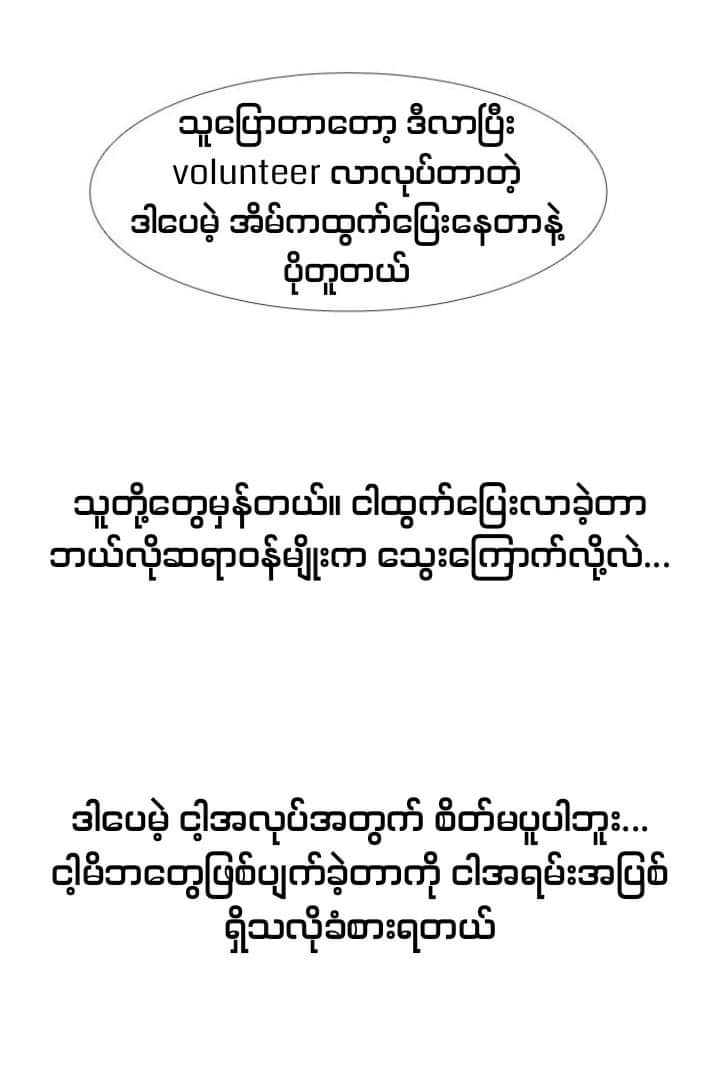 သူပြောတာတော့ ဒီလာပြီး
volunteer လာလုပ်တာတဲ့
ဒါပေမဲ့ အိမ်ကထွက်ပြေးနေတာနဲ့
ပိုတူတယ်
သူတို့တွေမှန်တယ်။ ငါထွက်ပြေးလာခဲ့တာ
ဘယ်လိုဆရာဝန်မျိုးက သွေးကြောက်လို့လဲ...
ဒါပေမဲ့ ငါ့အလုပ်အတွက် စိတ်မပူပါဘူး...
ငါ့မိဘတွေဖြစ်ပျက်ခဲ့တာကို ငါအရမ်းအပြစ်
ရှိသလိုခံစားရတယ်